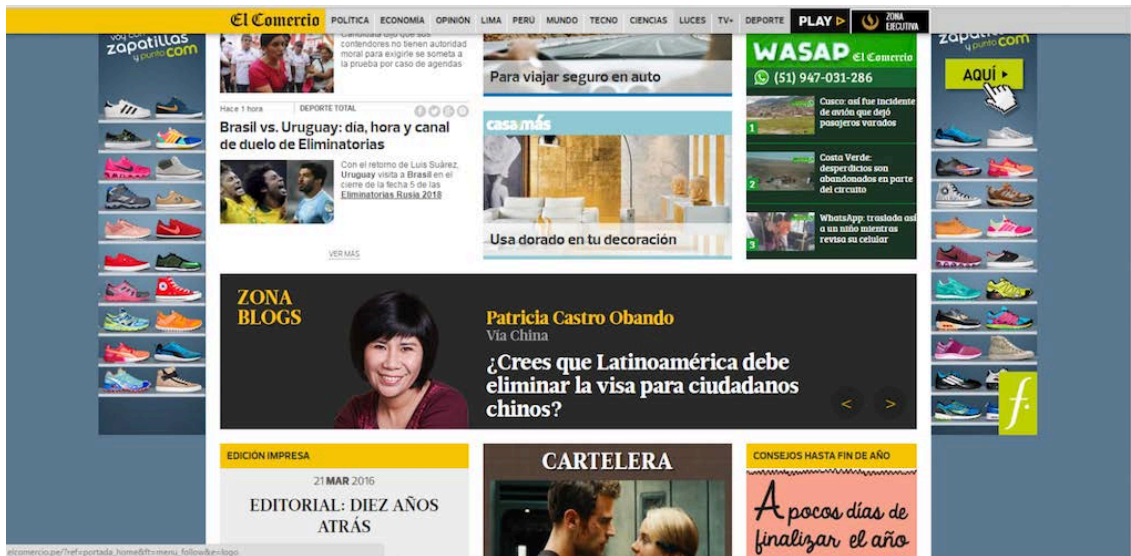 El Comercio POLÍTICA ECONOMÍA OPINIÓN LIMA PERÚ MUNDO TECNO CIENCIAS LUCES TV+ DEPORTE PLAY ZONA EJECUTIVA
zapatillas
y punto com
contendores no tienen autoridad
moral para exigirle se someta a
la prueba por caso de agendas
Hace 1 hora DEPORTE TOTAL
Brasil vs. Uruguay: día, hora y canal
de duelo de Eliminatorias
Con el retorno de Luis Suárez,
Uruguay visita a Brasil en el
cierre de la fecha 5 de las
Eliminatorias Rusia 2018
VER MÁS
Para viajar seguro en auto
casa más
Usa dorado en tu decoración
WASAP El Comercio
(51) 947-031-286
1
Cusco: así fue incidente
de avión que dejó
pasajeros varados
2
Costa Verde:
desperdicios son
abandonados en parte
del circuito
3
WhatsApp: traslada así
a un niño mientras
revisa su celular
y punto com
AQUÍ
ZONA
BLOGS
Patricia Castro Obando
Vía China
¿Crees que Latinoamérica debe
eliminar la visa para ciudadanos
chinos?
< >
f.
EDICIÓN IMPRESA
21 MAR 2016
EDITORIAL: DIEZ AÑOS
ATRÁS
CARTELERA
CONSEJOS HASTA FIN DE AÑO
A pocos días de
finalizar el año
elcomercio.pe/?ref=portada_home&ft=menu_follow&e=logo